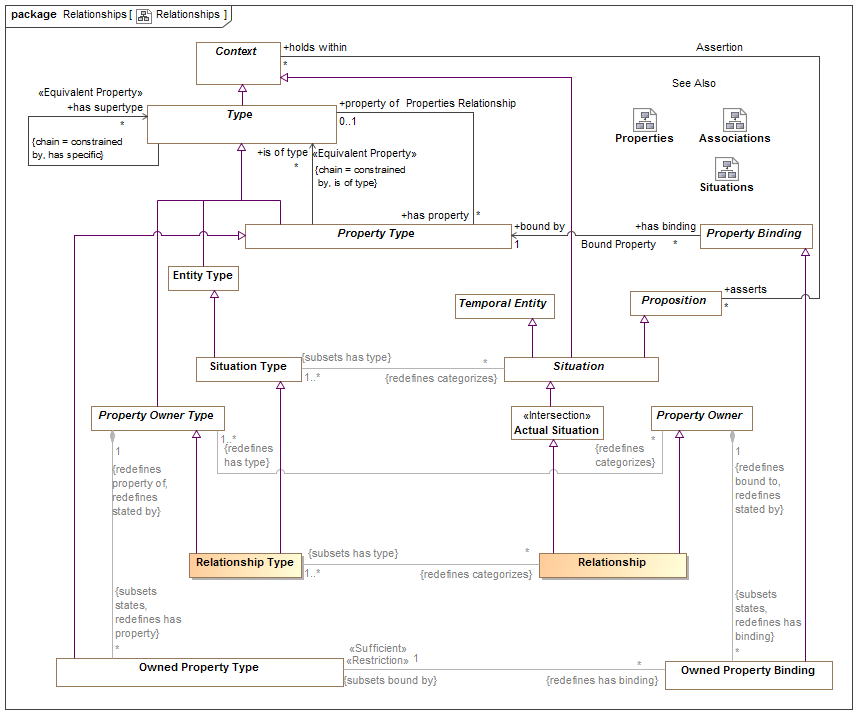 package Relationships [ Relationships ]
Context
+holds within
*
Assertion
See Also
Properties
Associations
Situations
«Equivalent Property»
+has supertype
*
{chain = constrained
by, has specific}
Type
+property of Properties Relationship
0..1
+is of type
*
«Equivalent Property»
{chain = constrained
by, is of type}
+has property *
Property Type
+bound by
1
+has binding
Bound Property *
Property Binding
Entity Type
Temporal Entity
Proposition
+asserts
*
Situation Type
{subsets has type}
1..*
*
{redefines categorizes}
Situation
Property Owner Type
«Intersection»
Actual Situation
Property Owner
1
1..*
{redefines
has type}
*
{redefines
categorizes}
1
{redefines
property of,
redefines
stated by}
{redefines
bound to,
redefines
stated by}
Relationship Type
{subsets has type}
1..*
*
{redefines categorizes}
Relationship
{subsets
states,
redefines has
property}
*
{subsets
states,
redefines has
binding}
*
Owned Property Type
«Sufficient»
«Restriction» 1
{subsets bound by}
*
{redefines has binding}
Owned Property Binding